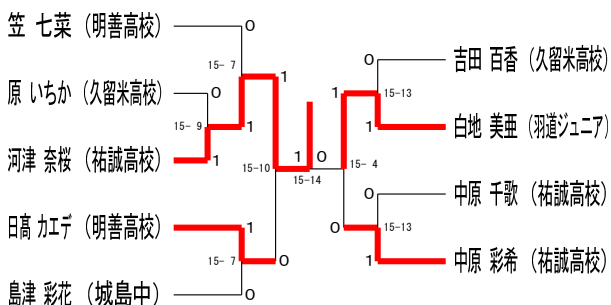 笠 七菜 (明善高校)
0
15- 7
1
原 いちか (久留米高校)
0
15- 9
1
河津 奈桜 (祐誠高校)
1
15-10
1
0
15-14
日髙 カエデ (明善高校)
1
15- 7
0
島津 彩花 (城島中)
0
0
吉田 百香 (久留米高校)
1
15-13
1
白地 美亜 (羽道ジュニア)
15- 4
0
中原 千歌 (祐誠高校)
0
15-13
1
中原 彩希 (祐誠高校)